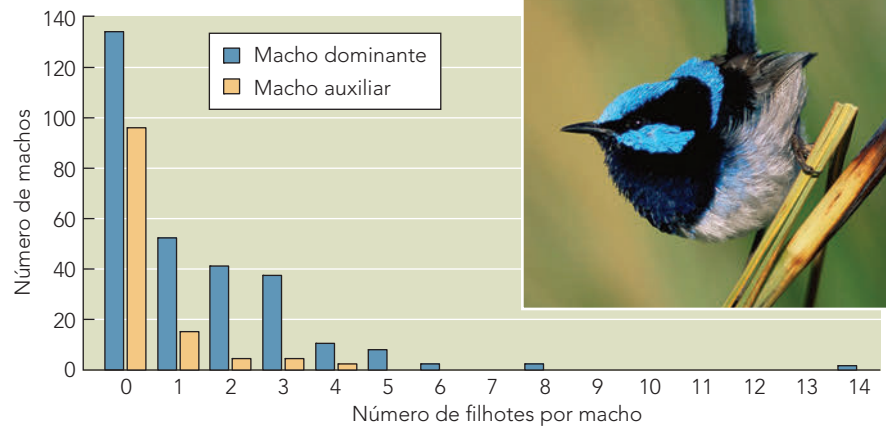 140
120
100
80
60
40
20
0
Número de machos
Macho dominante
Macho auxiliar
0 1 2 3 4 5 6 7 8 9 10 11 12 13 14
Número de filhotes por macho